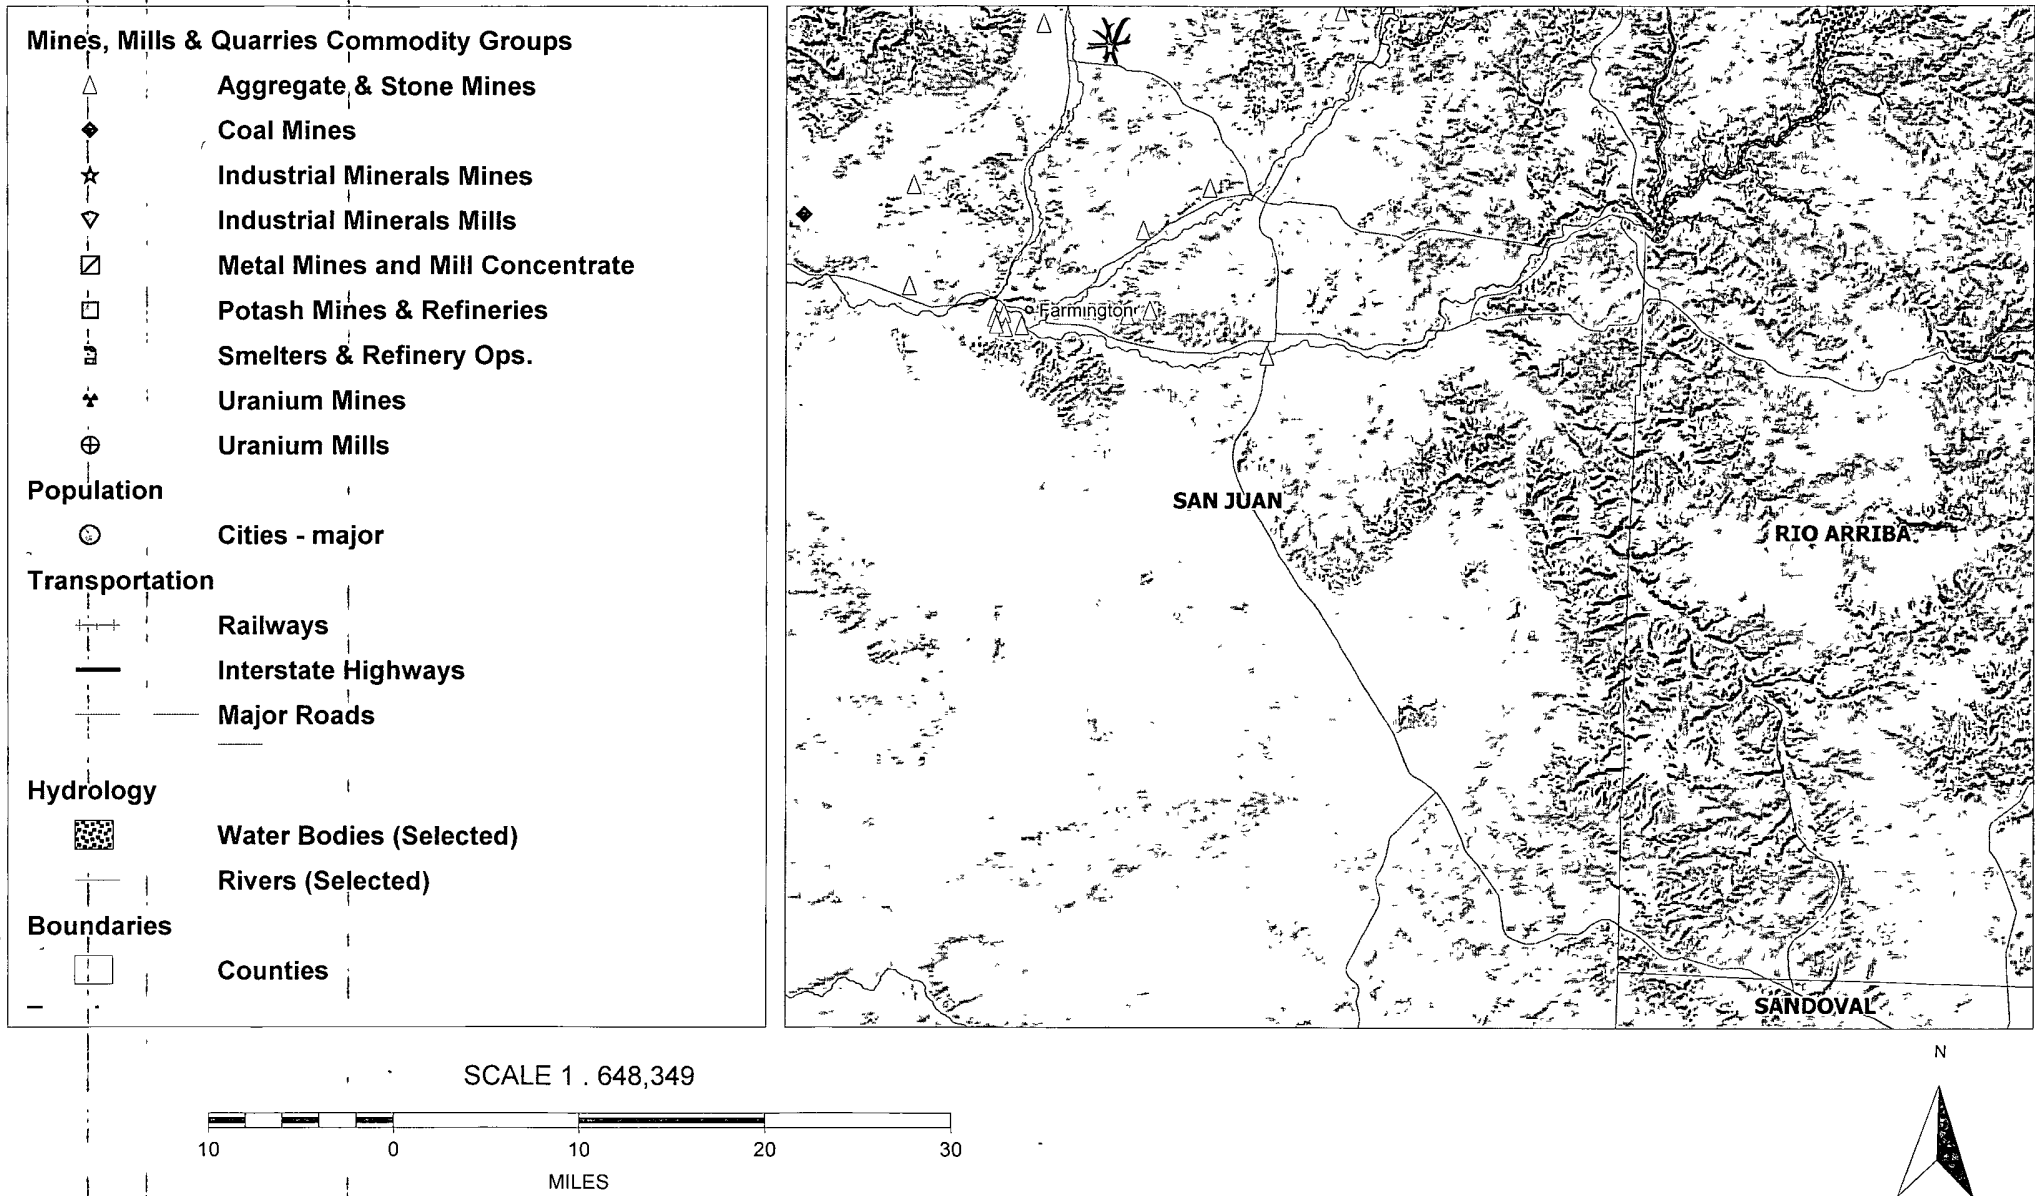 Mines, Mills & Quarries Commodity Groups
Aggregate & Stone Mines
Coal Mines
Industrial Minerals Mines
Industrial Minerals Mills
Metal Mines and Mill Concentrate
Potash Mines & Refineries
Smelters & Refinery Ops.
Uranium Mines
Uranium Mills
Population
Cities - major
Transportation
Railways
Interstate Highways
Major Roads
Hydrology
Water Bodies (Selected)
Rivers (Selected)
Boundaries
Counties
Farmington
SAN JUAN
RIO ARRIBA
SANDOVAL
SCALE 1 . 648,349
10 0 10 20 30
MILES
N